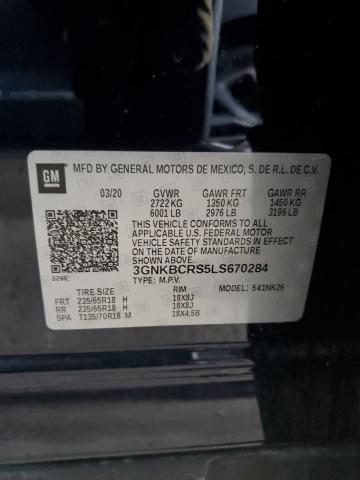 GM
MFD BY GENERAL MOTORS DE MEXICO, S. DE R.L. DE C.V.
03/20 GVWR GAWR FRT GAWR RR
2722 KG 1350 KG 1450 KG
6001 LB 2976 LB 3196 LB
THIS VEHICLE CONFORMS TO ALL
APPLICABLE U.S. FEDERAL MOTOR
VEHICLE SAFETY STANDARDS IN
EFFECT ON THE DATE OF
MANUFACTURE SHOWN ABOVE.
3GNKBCRS5LS670284
TYPE: M.P.V. MODEL: 541NK26
TIRE SIZE RIM
FRT 235/65R18 H 18X8J
RR 235/65R18 H 18X8J
SPA T135/70R18 M 18X4.5B